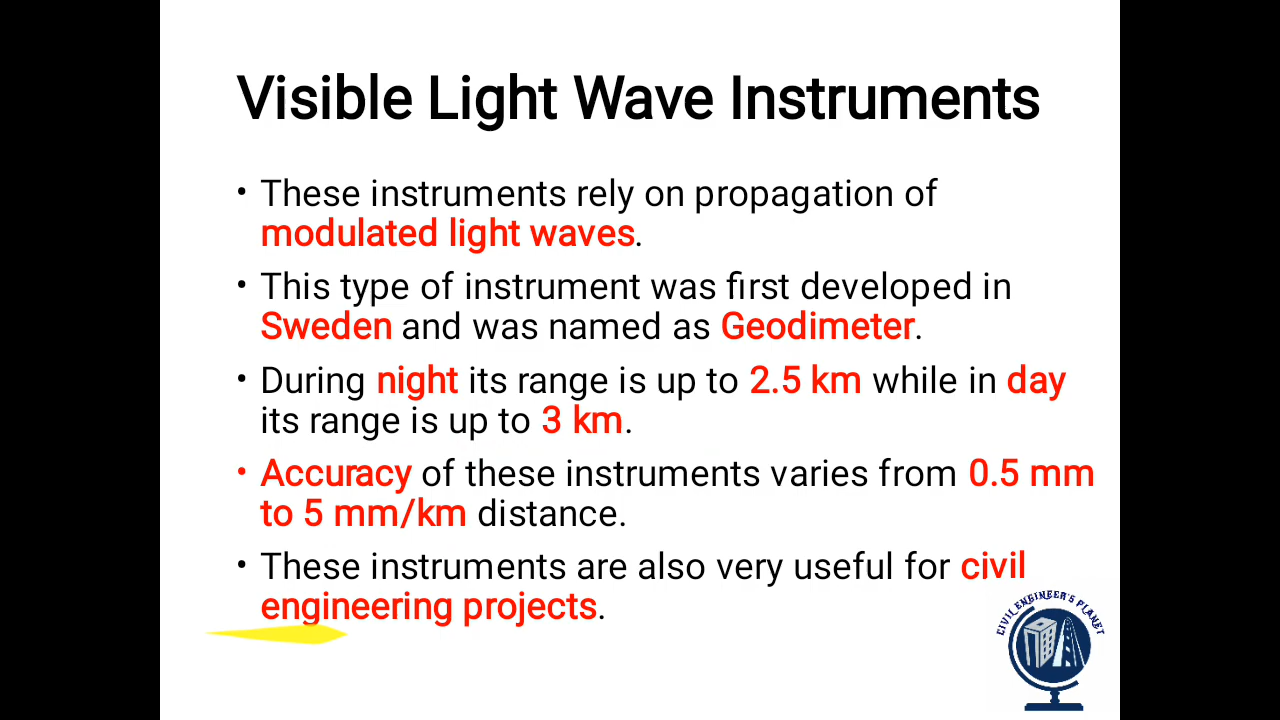 Visible Light Wave Instruments
• These instruments rely on propagation of
modulated light waves.
• This type of instrument was first developed in
Sweden and was named as Geodimeter.
• During night its range is up to 2.5 km while in day
its range is up to 3 km.
• Accuracy of these instruments varies from 0.5 mm
to 5 mm/km distance.
• These instruments are also very useful for civil
engineering projects.
CIVIL ENGINEER'S PLANET